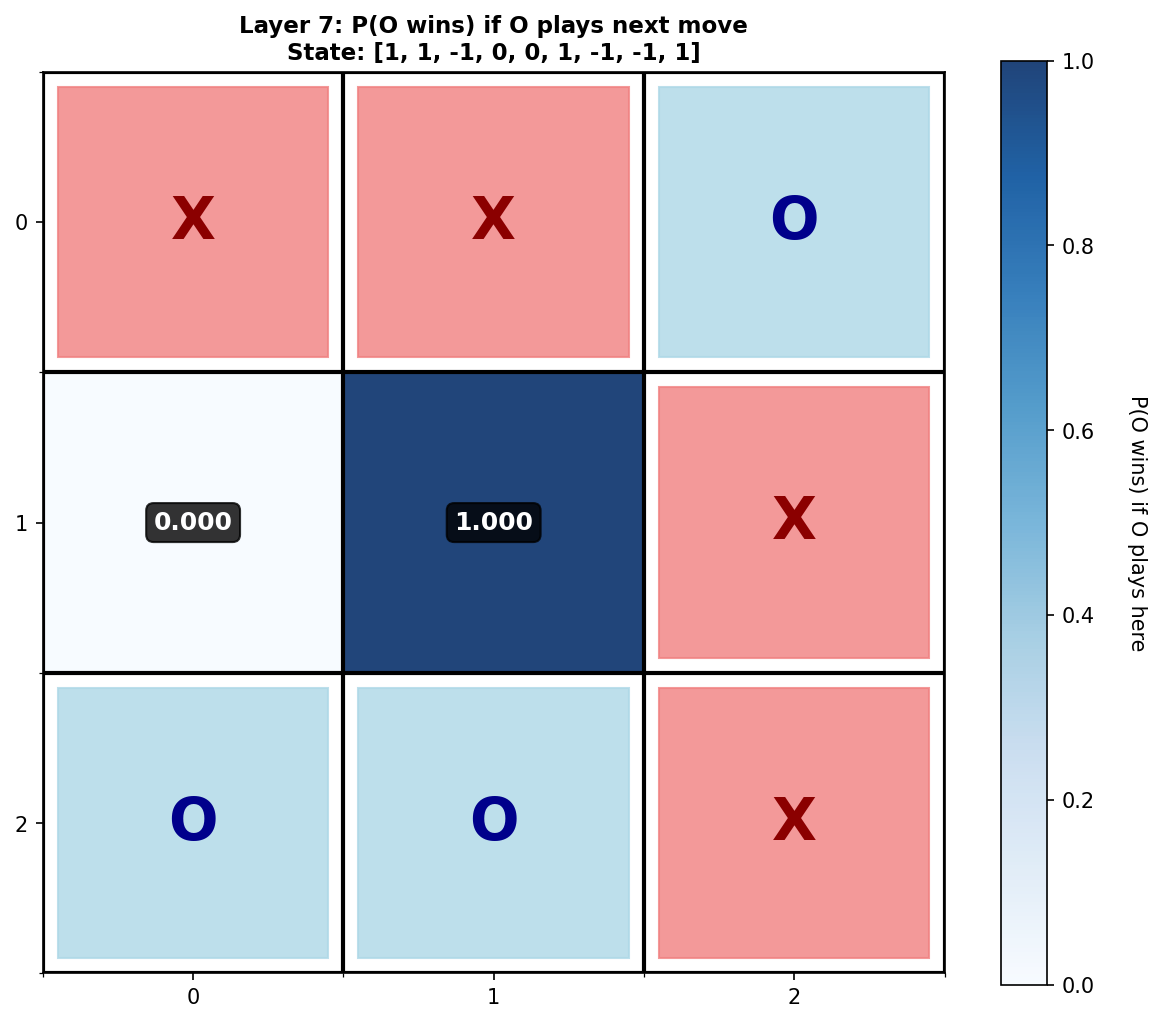 Layer 7: P(O wins) if O plays next move
State: [1, 1, -1, 0, 0, 1, -1, -1, 1]
X X O
0.000 1.000 X
O O X
0
1
2
0 1 2
1.0
0.8
0.6
0.4
0.2
0.0
P(O wins) if O plays here